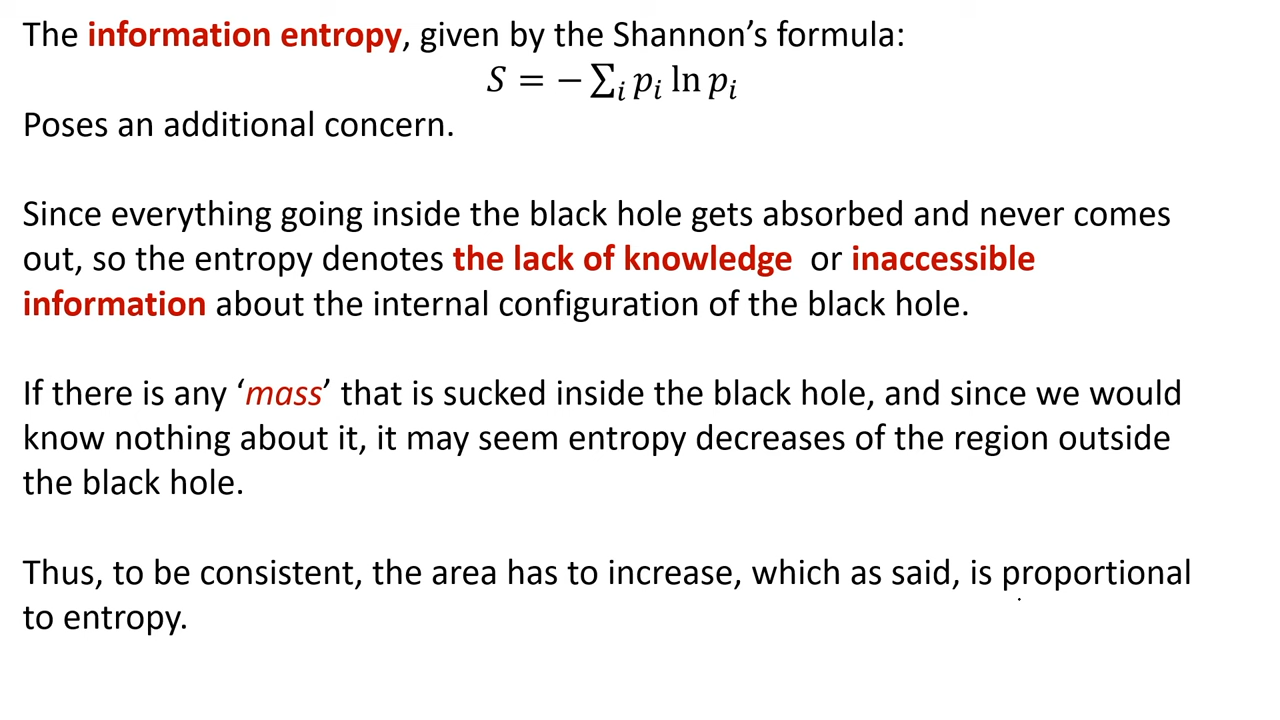 The information entropy, given by the Shannon’s formula:
S = − ∑ᵢ pᵢ ln pᵢ
Poses an additional concern.
Since everything going inside the black hole gets absorbed and never comes
out, so the entropy denotes the lack of knowledge or inaccessible
information about the internal configuration of the black hole.
If there is any ‘mass’ that is sucked inside the black hole, and since we would
know nothing about it, it may seem entropy decreases of the region outside
the black hole.
Thus, to be consistent, the area has to increase, which as said, is proportional
to entropy.